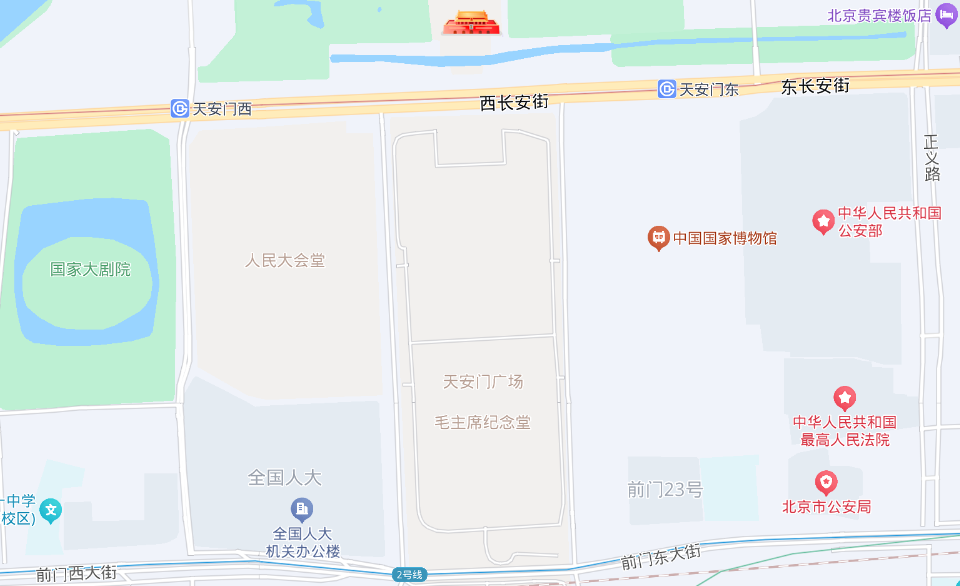 北京贵宾楼饭店
天安门东
东长安街
西长安街
天安门西
正义路
中华人民共和国
公安部
中国国家博物馆
人民大会堂
国家大剧院
天安门广场
毛主席纪念堂
中华人民共和国
最高人民法院
全国人大
前门23号
北京市公安局
中学
校区)
全国人大
机关办公楼
前门东大街
前门西大街
2号线